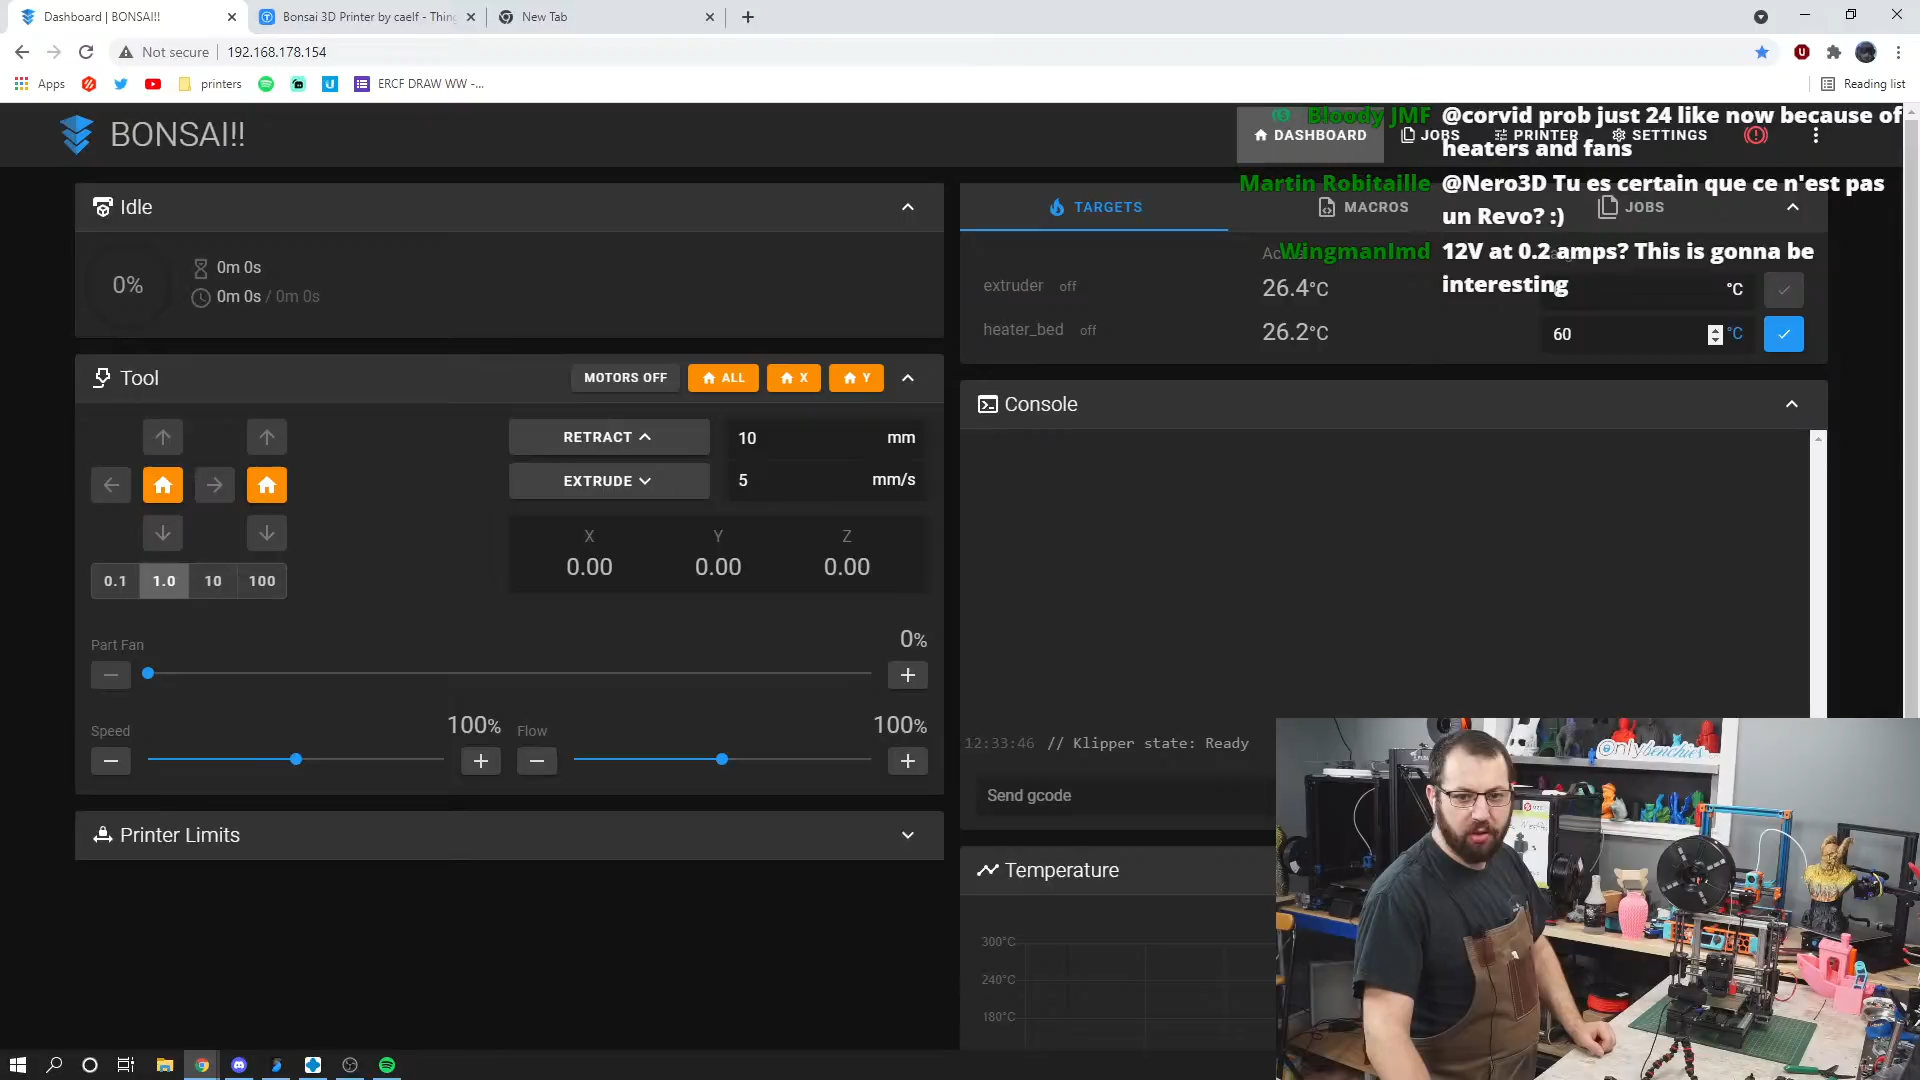 Dashboard | BONSAI!!
Bonsai 3D Printer by caelf - Thing
New Tab
Not secure
192.168.178.154
Apps
printers
ERCF DRAW WW -...
Reading list
BONSAI!!
DASHBOARD
JOBS
PRINTER
SETTINGS
Bloody JMF @corvid prob just 24 like now because of
heaters and fans
Martin Robitaille @Nero3D Tu es certain que ce n'est pas
un Revo? :)
WingmanImd 12V at 0.2 amps? This is gonna be
interesting
Idle
0%
0m 0s
0m 0s / 0m 0s
TARGETS
MACROS
JOBS
extruder off 26.4°C °C
heater_bed off 26.2°C 60 °C
Tool
MOTORS OFF
ALL
X
Y
RETRACT
10 mm
EXTRUDE
5 mm/s
X Y Z
0.00 0.00 0.00
0.1 1.0 10 100
Part Fan
0%
Speed
100%
Flow
100%
Printer Limits
Console
12:33:46 // Klipper state: Ready
Send gcode
Temperature
300°C
240°C
180°C
@nlybenchies